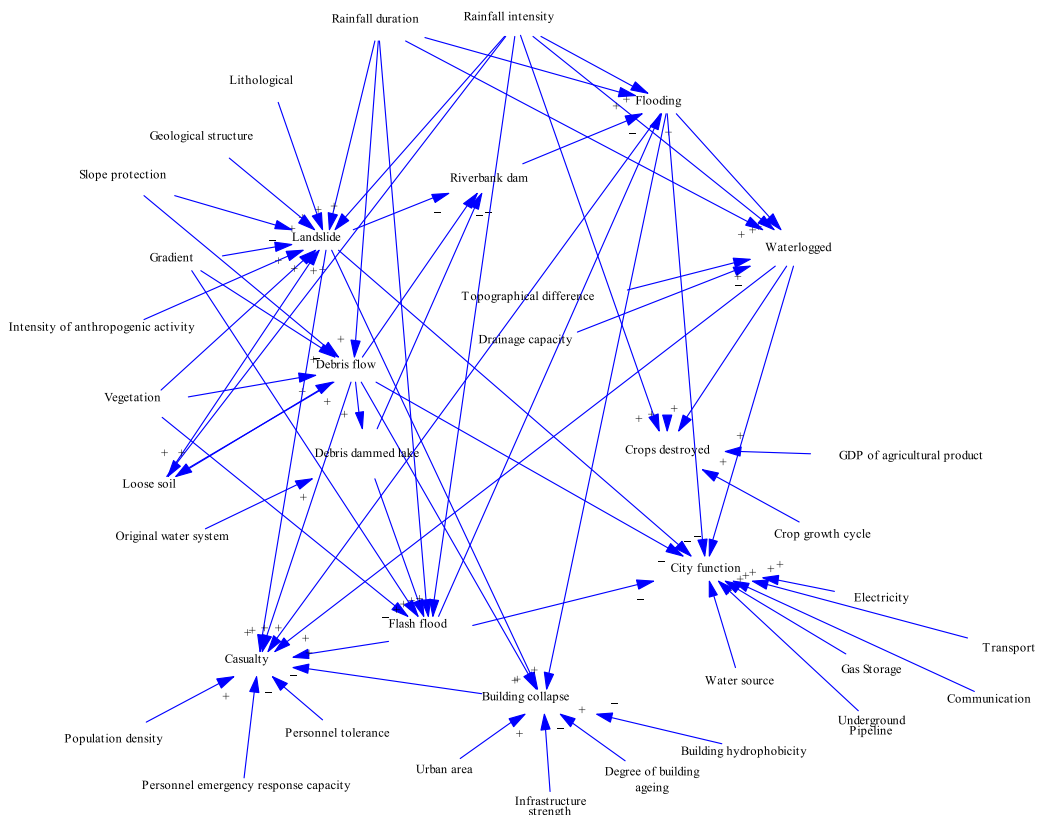 Rainfall duration
Rainfall intensity
Lithological
Flooding
Geological structure
Slope protection
Riverbank dam
Landslide
Waterlogged
Gradient
Topographical difference
Intensity of anthropogenic activity
Drainage capacity
Debris flow
Vegetation
Crops destroyed
Debris dammed lake
GDP of agricultural product
Loose soil
Original water system
Crop growth cycle
City function
Electricity
Flash flood
Transport
Casualty
Gas Storage
Water source
Building collapse
Communication
Underground
Pipeline
Personnel tolerance
Population density
Building hydrophobicity
Urban area
Degree of building
ageing
Personnel emergency response capacity
Infrastructure
strength